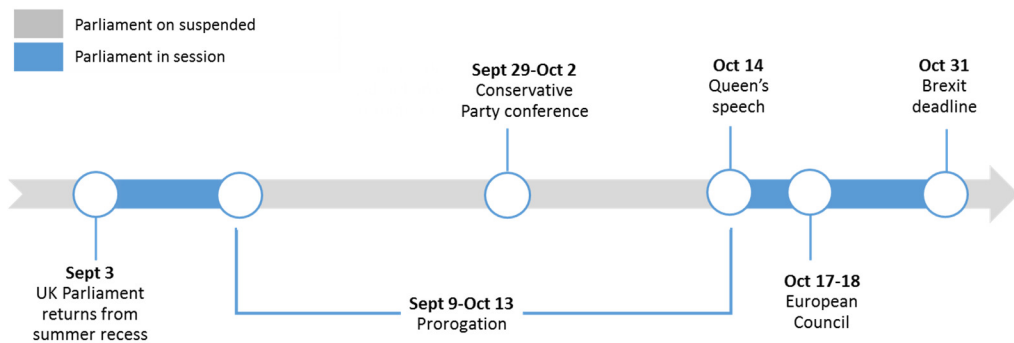 Parliament on suspended
Parliament in session
Sept 29-Oct 2
Conservative
Party conference
Oct 14
Queen's
speech
Oct 31
Brexit
deadline
Sept 3
UK Parliament
returns from
summer recess
Sept 9-Oct 13
Prorogation
Oct 17-18
European
Council